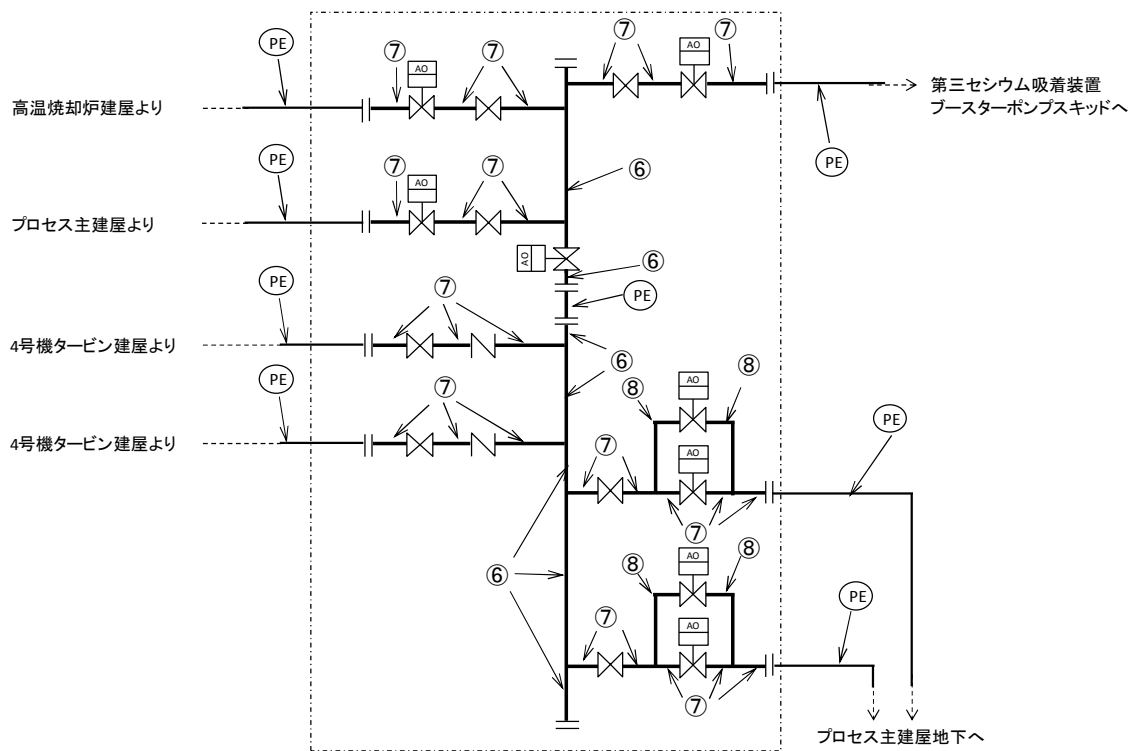 PE
⑦
AO
⑦
⑦
AO
⑦
高温焼却炉建屋より
第三セシウム吸着装置
ブースターポンプスキッドへ
PE
PE
⑦
AO
⑦
⑥
プロセス主建屋より
AO
⑥
PE
⑦
PE
4号機タービン建屋より
⑥
PE
⑦
⑧
AO
⑧
4号機タービン建屋より
PE
⑦
AO
⑦
⑥
⑧
AO
⑧
PE
⑦
AO
⑦
プロセス主建屋地下へ